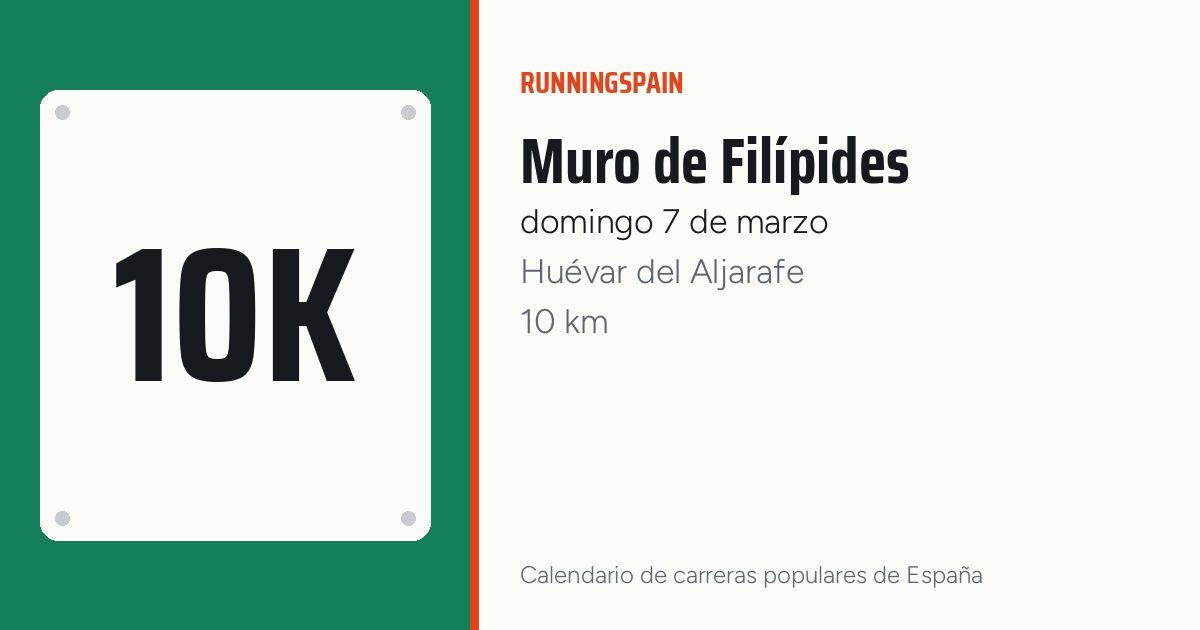 10K
RUNNINGSPAIN
Muro de Filípides
domingo 7 de marzo
Huévar del Aljarafe
10 km
Calendario de carreras populares de España